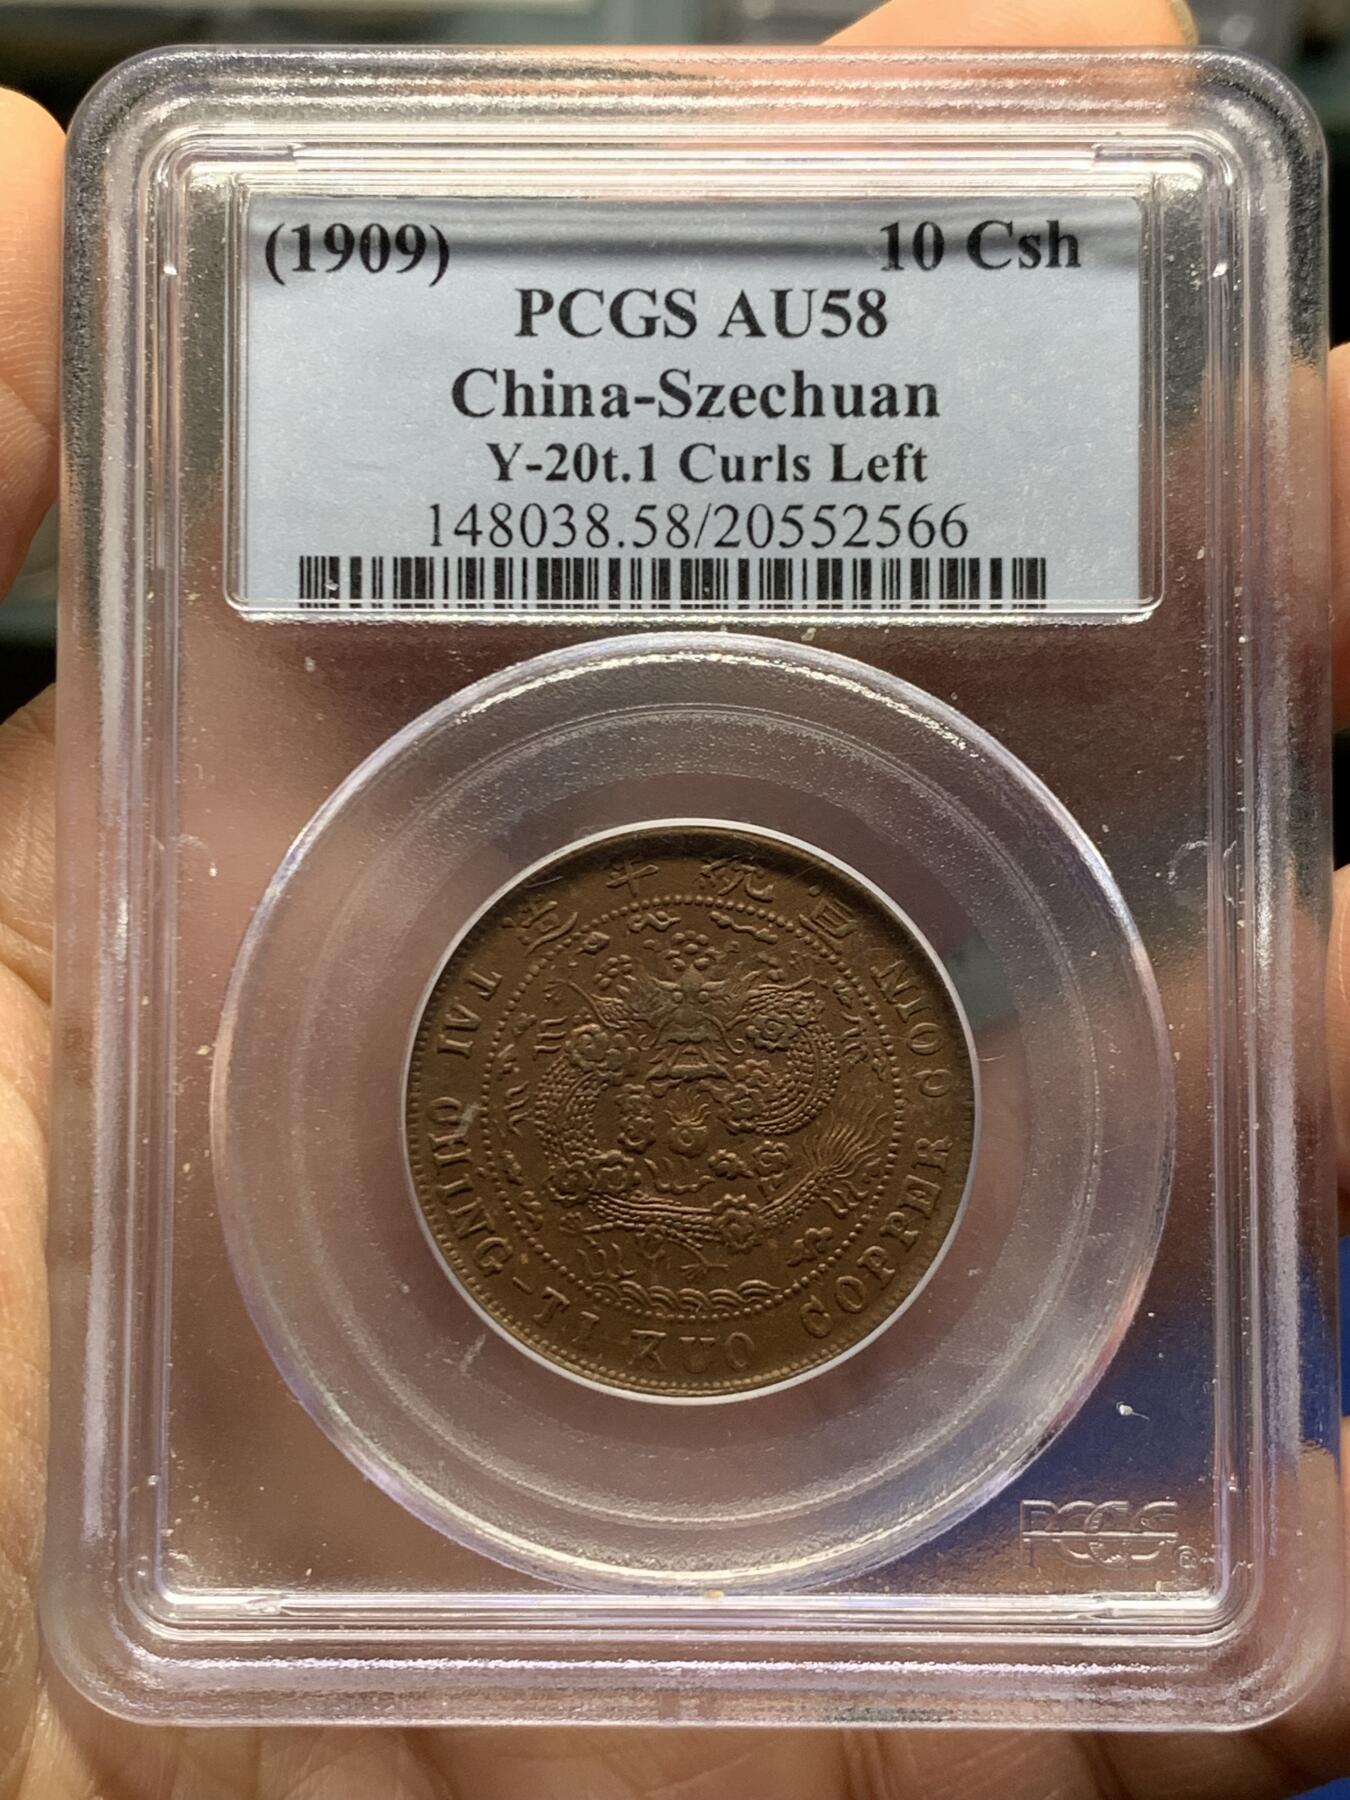 (1909) 10 Csh
PCGS AU58
China-Szechuan
Y-20t.1 Curls Left
148038.58/20552566
造年統宣
TAI CHING-TI KUO COPPER COIN
PCGS